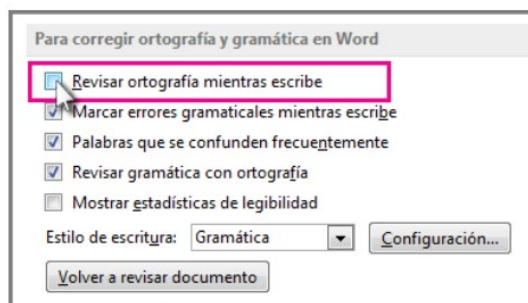 Para corregir ortografía y gramática en Word
Revisar ortografía mientras escribe
Marcar errores gramaticales mientras escribe
Palabras que se confunden frecuentemente
Revisar gramática con ortografía
Mostrar estadísticas de legibilidad
Estilo de escritura: Gramática Configuración...
Volver a revisar documento